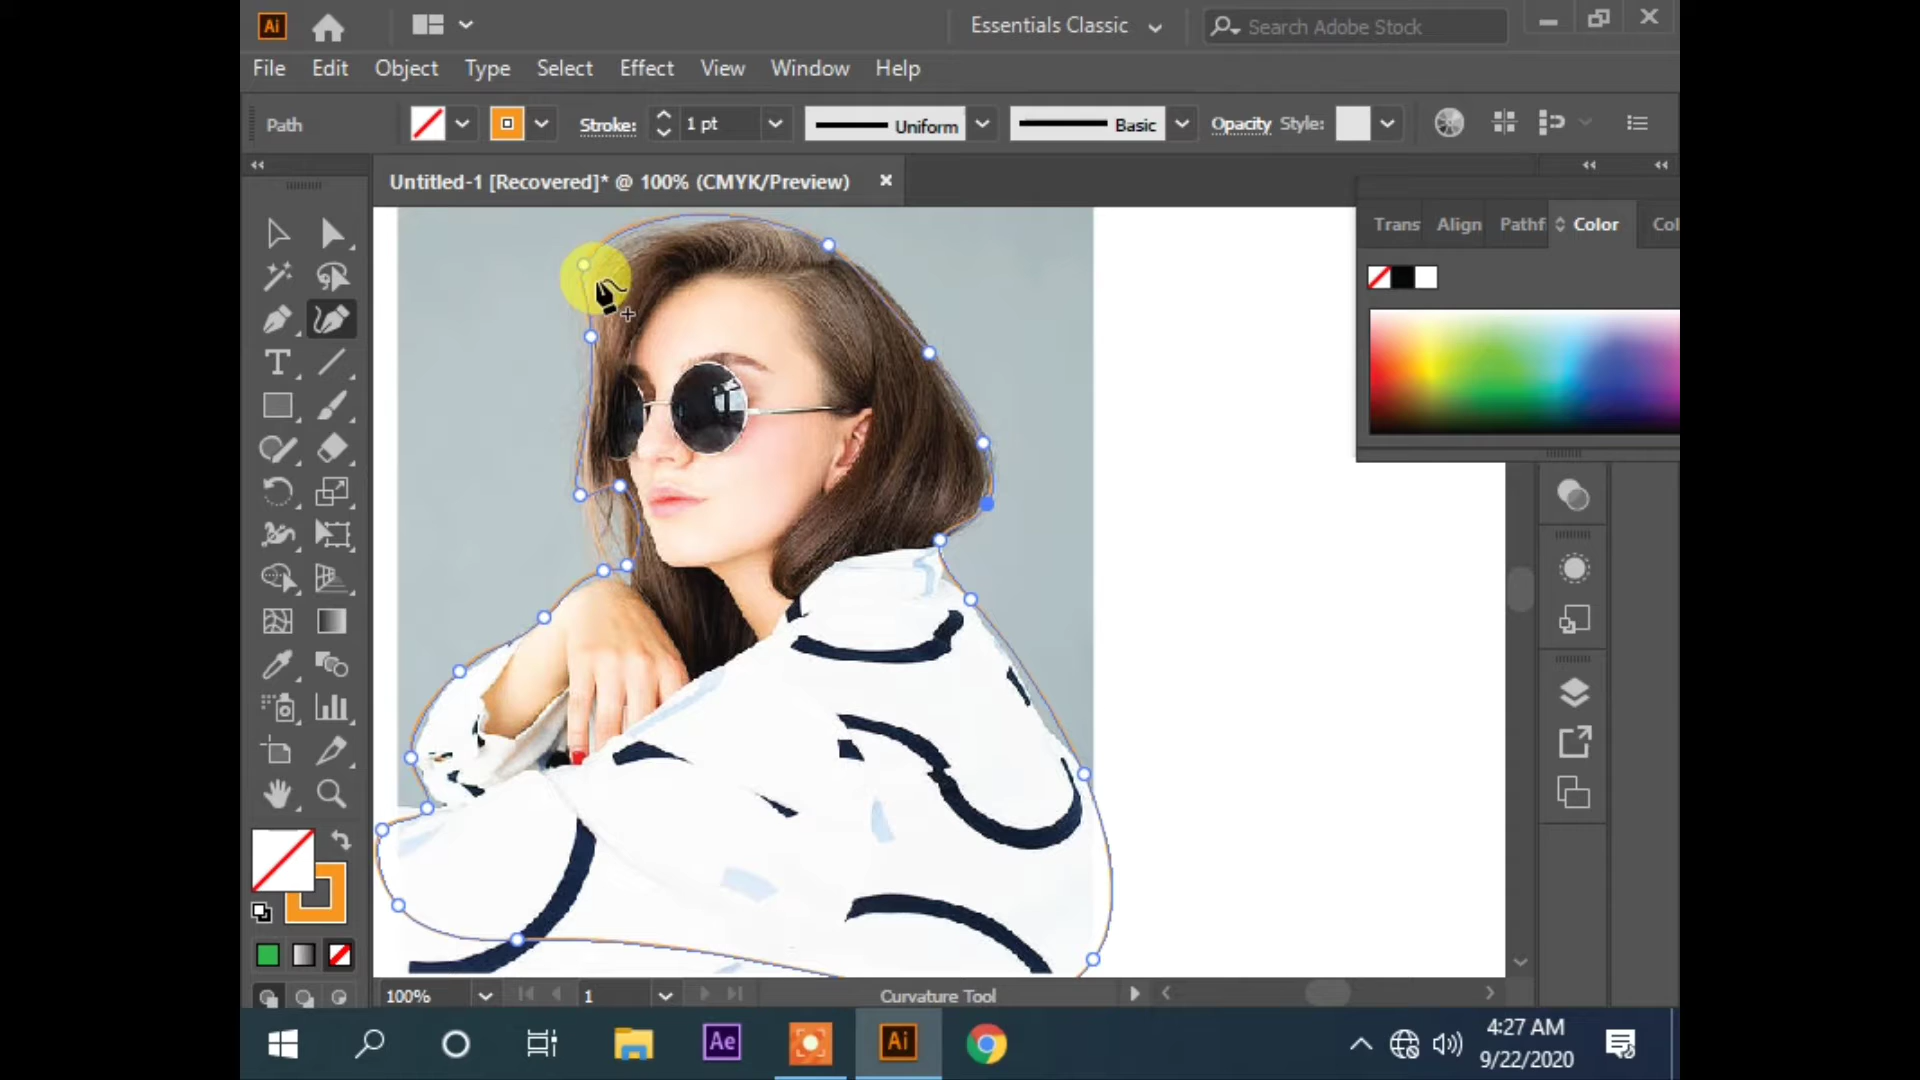 Ai
Essentials Classic
Search Adobe Stock
File Edit Object Type Select Effect View Window Help
Path
Stroke: 1 pt Uniform Basic Opacity Style:
Untitled-1 [Recovered]* @ 100% (CMYK/Preview)
Trans Align Pathf Color Col
T
100% 1 Curvature Tool
Ae Ai
4:27 AM
9/22/2020